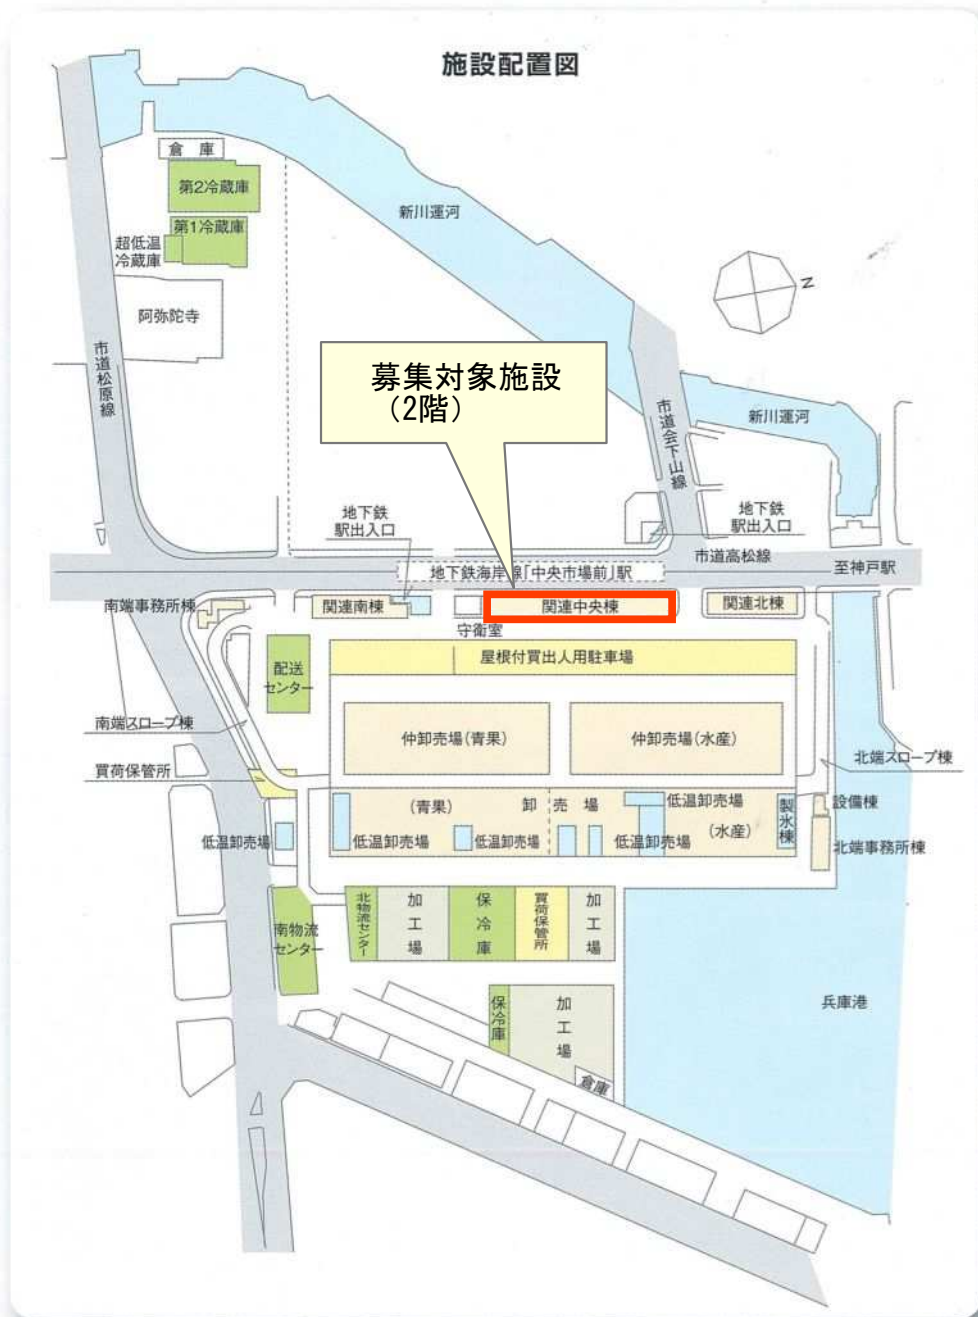 施設配置図
倉 庫
第2冷蔵庫
第1冷蔵庫
超低温
冷蔵庫
阿弥陀寺
新川運河
N
市道松原線
募集対象施設
(2階)
市道会下山線
新川運河
地下鉄
駅出入口
地下鉄
駅出入口
市道高松線
地下鉄海岸線「中央市場前」駅
至神戸駅
南端事務所棟
関連南棟
関連中央棟
関連北棟
守衛室
屋根付買出人用駐車場
配送
センター
南端スロープ棟
仲卸売場(青果)
仲卸売場(水産)
北端スロープ棟
買荷保管所
(青果)
卸 売 場
低温卸売場
製氷棟
設備棟
低温卸売場
低温卸売場
低温卸売場
低温卸売場
(水産)
北端事務所棟
南物流
センター
北物流センター
加工場
保冷庫
買荷保管所
加工場
保冷庫
加工場
倉庫
兵庫港